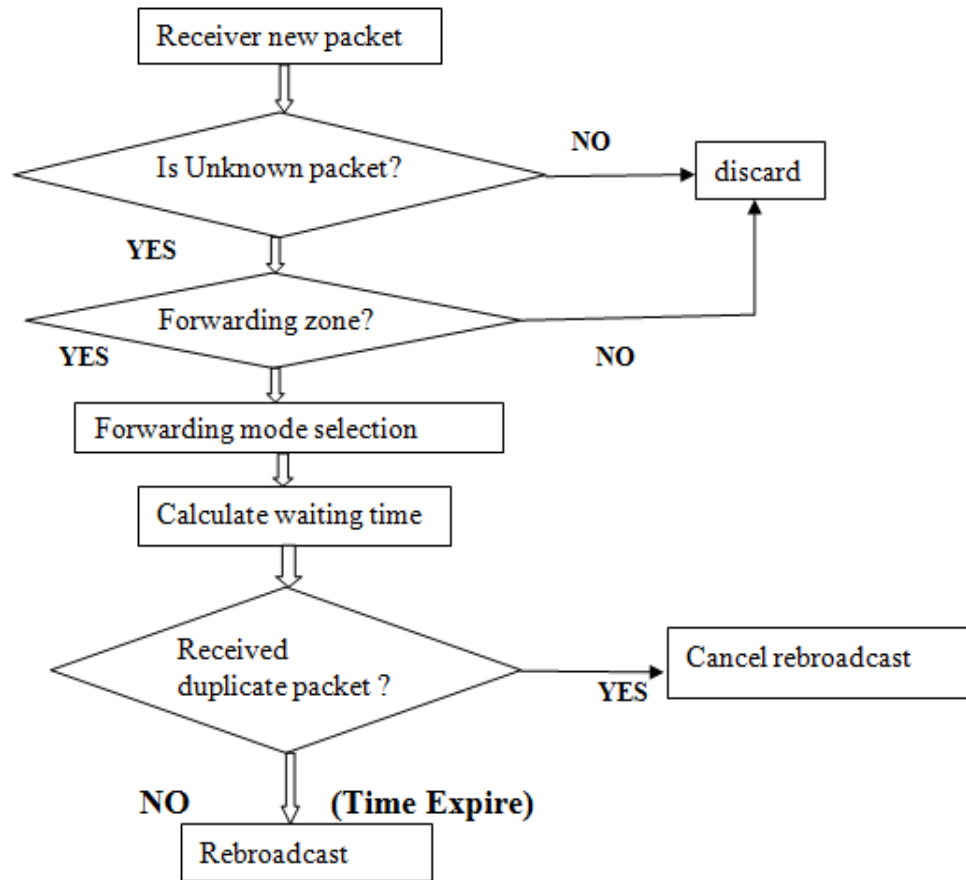 Receiver new packet
Is Unknown packet?
NO
discard
YES
Forwarding zone?
YES
NO
Forwarding mode selection
Calculate waiting time
Received
duplicate packet ?
Cancel rebroadcast
YES
NO (Time Expire)
Rebroadcast